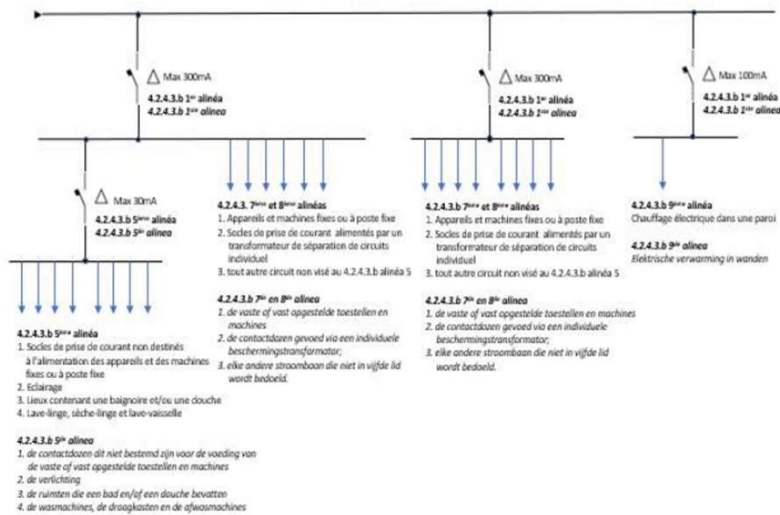 Max 300mA
4.2.4.3.b 1er alinéa
4.2.4.3.b 1ste alinea
Max 300mA
4.2.4.3.b 1er alinéa
4.2.4.3.b 1ste alinea
Max 100mA
4.2.4.3.b 1er alinéa
4.2.4.3.b 1ste alinea
Max 30mA
4.2.4.3.b 5ième alinéa
4.2.4.3.b 5de alinea
4.2.4.3.b 5ième alinéa
1. Socles de prise de courant non destinés
à l'alimentation des appareils et des machines
fixes ou à poste fixe
2. Eclairage
3. Lieux contenant une baignoire et/ou une douche
4. Lave-linge, sèche-linge et lave-vaisselle
4.2.4.3.b 5de alinea
1. de contactdozen dit niet bestemd zijn voor de voeding van
de vaste of vast opgestelde toestellen en machines
2. de verlichting
3. de ruimten die een bad en/of een douche bevatten
4. de wasmachines, de droogkasten en de afwasmachines
4.2.4.3. 7ième et 8ième alinéas
1. Appareils et machines fixes ou à poste fixe
2. Socles de prise de courant alimentés par un
transformateur de séparation de circuits
individuel
3. tout autre circuit non visé au 4.2.4.3.b alinéa 5
4.2.4.3.b 7de en 8de alinea
1. de vaste of vast opgestelde toestellen en
machines
2. de contactdozen gevoed via een individuele
beschermingstransformator;
3. elke andere stroombaan die niet in vijfde lid
wordt bedoeld.
4.2.4.3.b 7ième et 8ième alinéas
1. Appareils et machines fixes ou à poste fixe
2. Socles de prise de courant alimentés par un
transformateur de séparation de circuits
individuel
3. tout autre circuit non visé au 4.2.4.3.b alinéa 5
4.2.4.3.b 7de en 8de alinea
1. de vaste of vast opgestelde toestellen en machines
2. de contactdozen gevoed via een individuele
beschermingstransformator;
3. elke andere stroombaan die niet in vijfde lid
wordt bedoeld.
4.2.4.3.b 9ième alinéa
Chauffage électrique dans une paroi
4.2.4.3.b 9de alinea
Elektrische verwarming in wanden